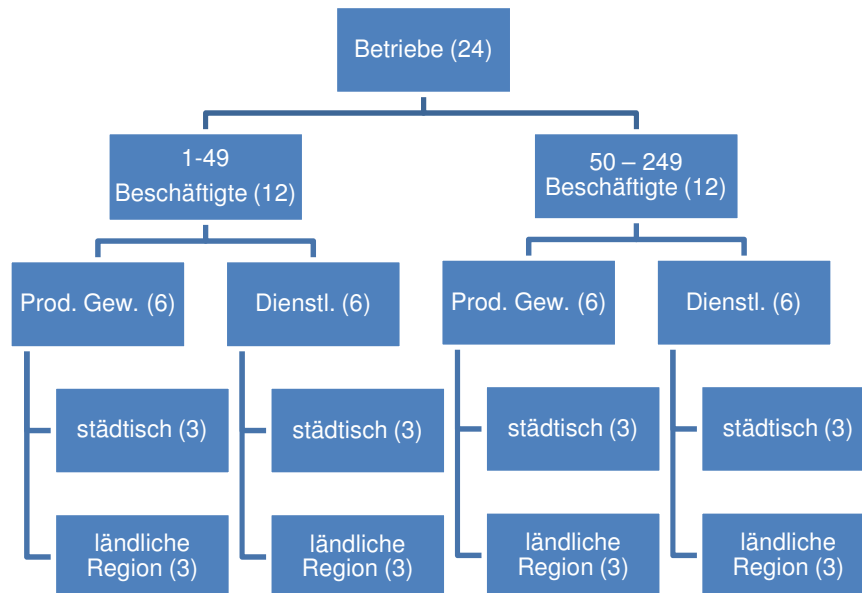 Betriebe (24)
1-49
Beschäftigte (12)
50 – 249
Beschäftigte (12)
Prod. Gew. (6)
Dienstl. (6)
Prod. Gew. (6)
Dienstl. (6)
städtisch (3)
städtisch (3)
städtisch (3)
städtisch (3)
ländliche
Region (3)
ländliche
Region (3)
ländliche
Region (3)
ländliche
Region (3)